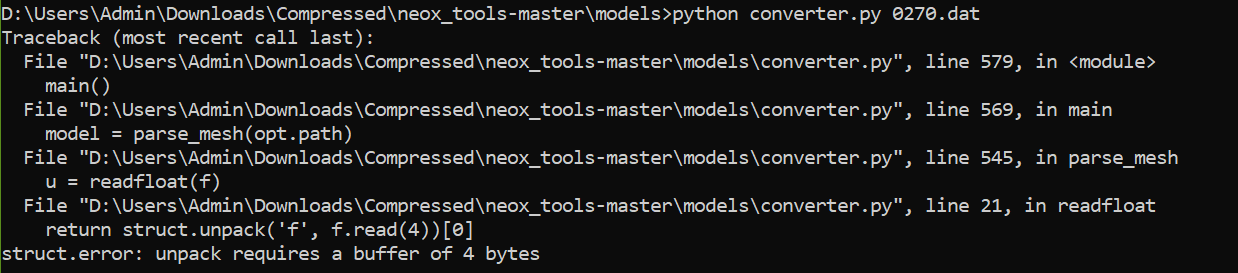 D:\Users\Admin\Downloads\Compressed\neox_tools-master\models>python converter.py 0270.dat
Traceback (most recent call last):
  File "D:\Users\Admin\Downloads\Compressed\neox_tools-master\models\converter.py", line 579, in <module>
    main()
  File "D:\Users\Admin\Downloads\Compressed\neox_tools-master\models\converter.py", line 569, in main
    model = parse_mesh(opt.path)
  File "D:\Users\Admin\Downloads\Compressed\neox_tools-master\models\converter.py", line 545, in parse_mesh
    u = readfloat(f)
  File "D:\Users\Admin\Downloads\Compressed\neox_tools-master\models\converter.py", line 21, in readfloat
    return struct.unpack('f', f.read(4))[0]
struct.error: unpack requires a buffer of 4 bytes